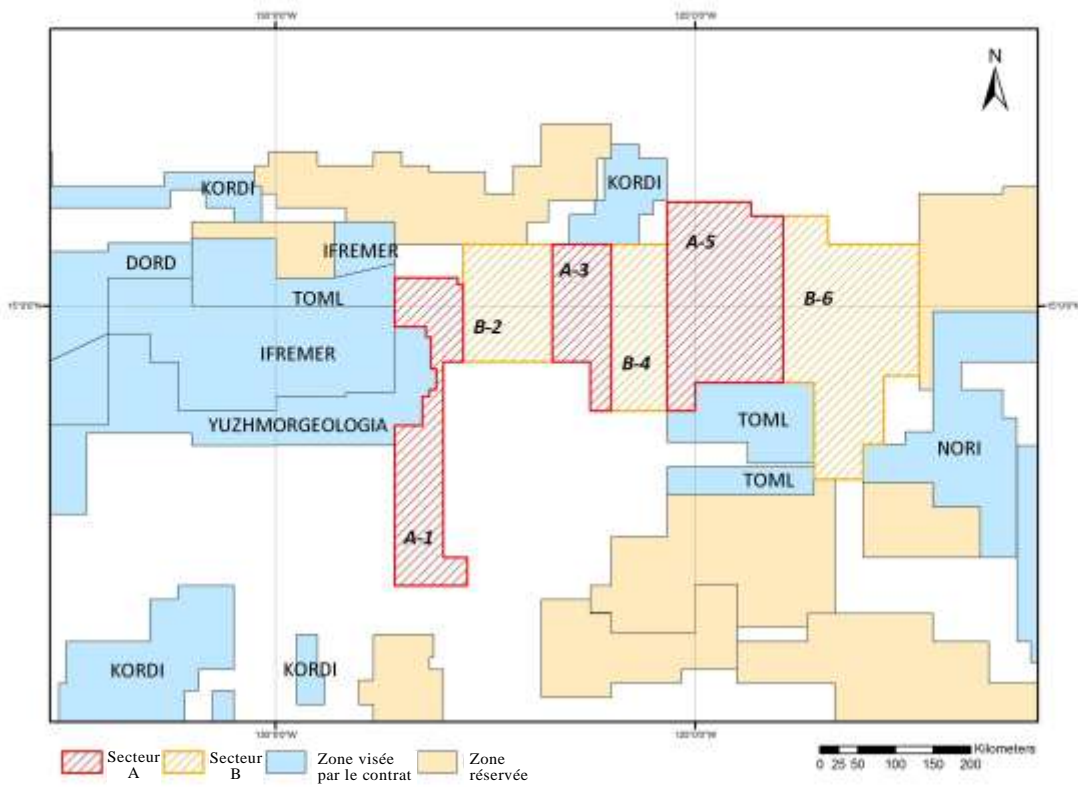 N
KORDI
KORDI
IFREMER
A-5
DORD
A-3
TOML
B-6
B-2
IFREMER
B-4
YUZHMORGEOLOGIA
TOML
NORI
TOML
A-1
KORDI
KORDI
Secteur A
Secteur B
Zone visée par le contrat
Zone réservée
Kilometers
0 25 50 100 150 200